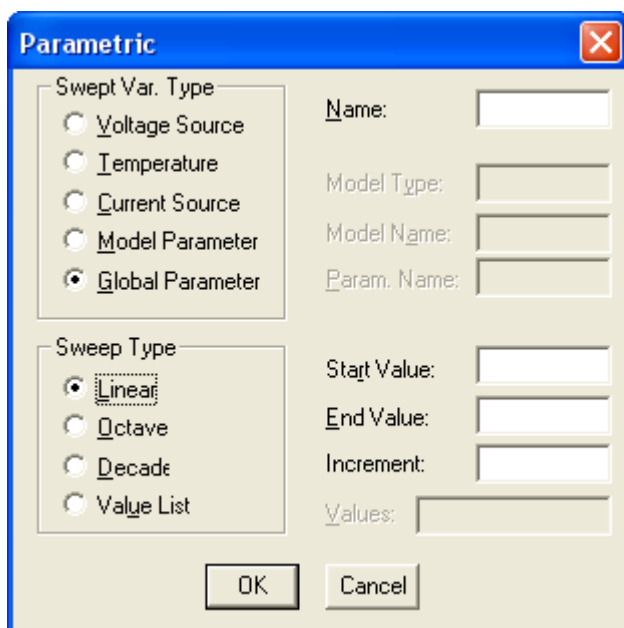 Parametric
Swept Var. Type
Voltage Source
Temperature
Current Source
Model Parameter
Global Parameter
Name:
Model Type:
Model Name:
Param. Name:
Sweep Type
Linear
Octave
Decade
Value List
Start Value:
End Value:
Increment:
Values:
OK
Cancel